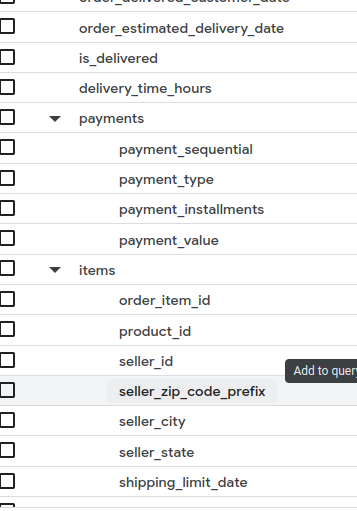 order_delivered_customer_date
order_estimated_delivery_date
is_delivered
delivery_time_hours
payments
payment_sequential
payment_type
payment_installments
payment_value
items
order_item_id
product_id
seller_id
Add to query
seller_zip_code_prefix
seller_city
seller_state
shipping_limit_date